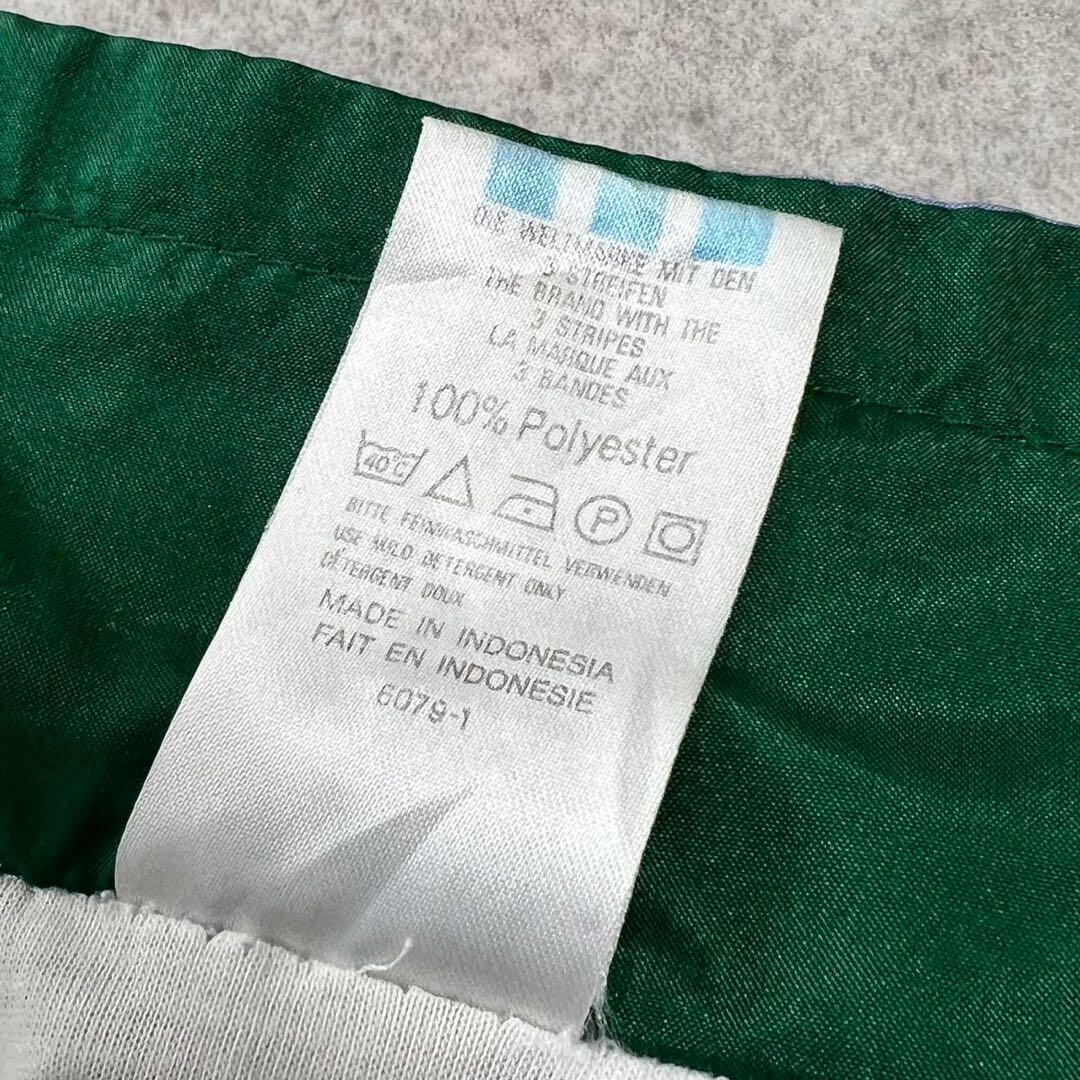 DIE WELTMARKE MIT DEN
3 STREIFEN
THE BRAND WITH THE
3 STRIPES
LA MARQUE AUX
3 BANDES
100% Polyester
40°C
P
BITTE FEINWASCHMITTEL VERWENDEN
USE MILD DETERGENT ONLY
DETERGENT DOUX
MADE IN INDONESIA
FAIT EN INDONESIE
6079-1